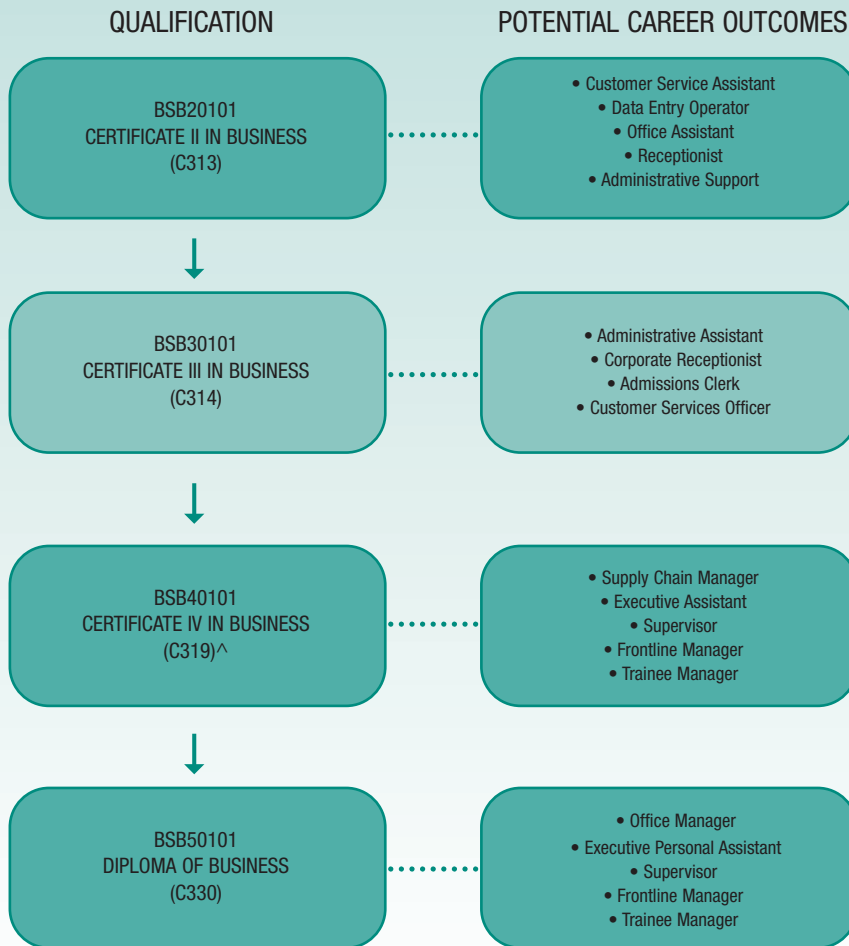 QUALIFICATION
POTENTIAL CAREER OUTCOMES
BSB20101
CERTIFICATE II IN BUSINESS
(C313)
• Customer Service Assistant
• Data Entry Operator
• Office Assistant
• Receptionist
• Administrative Support
BSB30101
CERTIFICATE III IN BUSINESS
(C314)
• Administrative Assistant
• Corporate Receptionist
• Admissions Clerk
• Customer Services Officer
BSB40101
CERTIFICATE IV IN BUSINESS
(C319)^
• Supply Chain Manager
• Executive Assistant
• Supervisor
• Frontline Manager
• Trainee Manager
BSB50101
DIPLOMA OF BUSINESS
(C330)
• Office Manager
• Executive Personal Assistant
• Supervisor
• Frontline Manager
• Trainee Manager